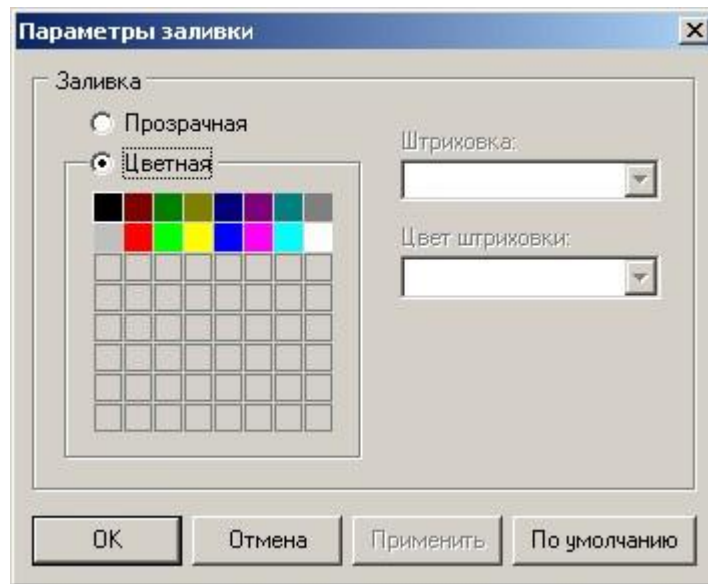 Параметры заливки
Заливка
Прозрачная
Цветная
Штриховка:
Цвет штриховки:
OK
Отмена
Применить
По умолчанию